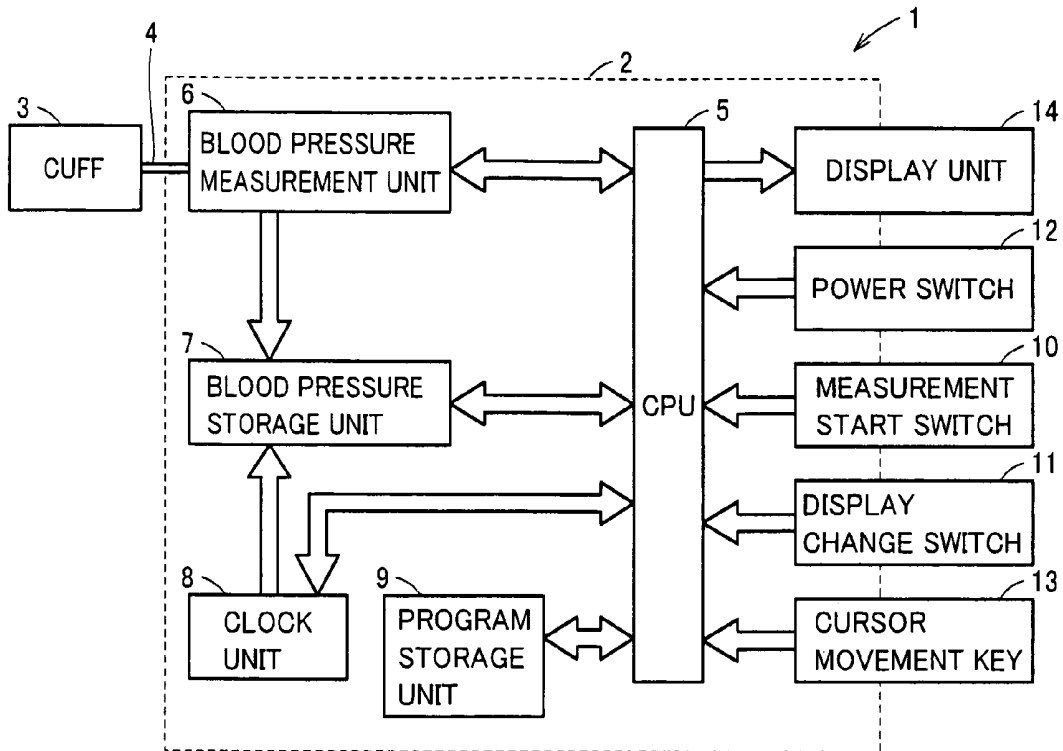 1
4
2
6
5
14
3
CUFF
BLOOD PRESSURE
MEASUREMENT UNIT
DISPLAY UNIT
12
POWER SWITCH
7
BLOOD PRESSURE
STORAGE UNIT
CPU
10
MEASUREMENT
START SWITCH
11
DISPLAY
CHANGE SWITCH
8
CLOCK
UNIT
9
PROGRAM
STORAGE
UNIT
13
CURSOR
MOVEMENT KEY